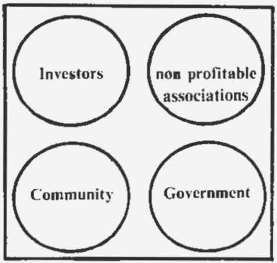 Investors
non profitable
associations
Community
Government